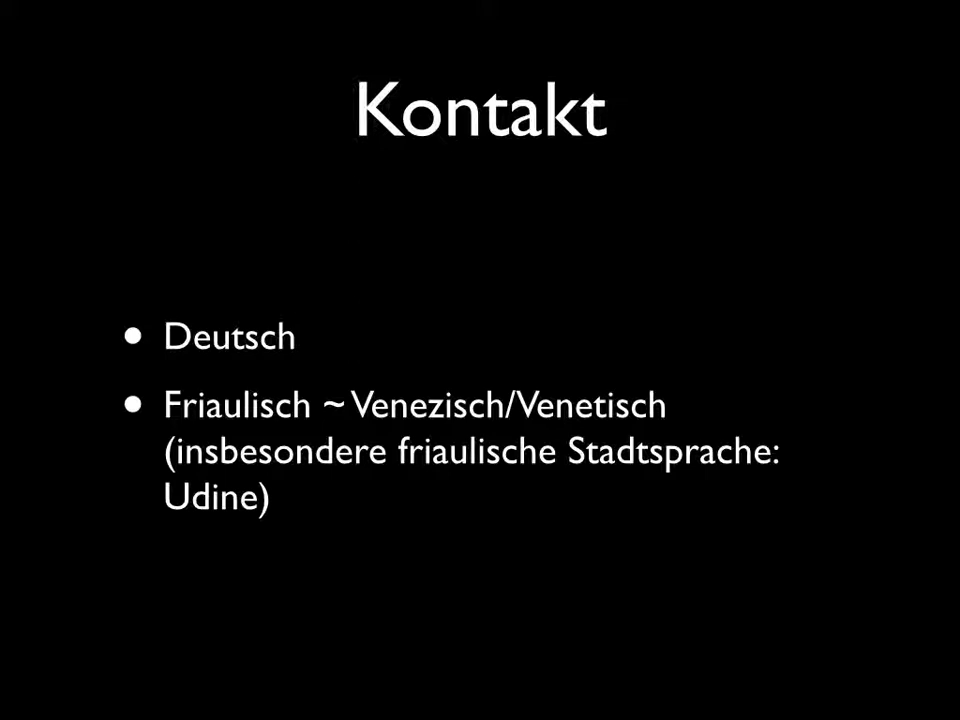 Kontakt
• Deutsch
• Friaulisch ~ Venezisch/Venetisch
(insbesondere friaulische Stadtsprache:
Udine)